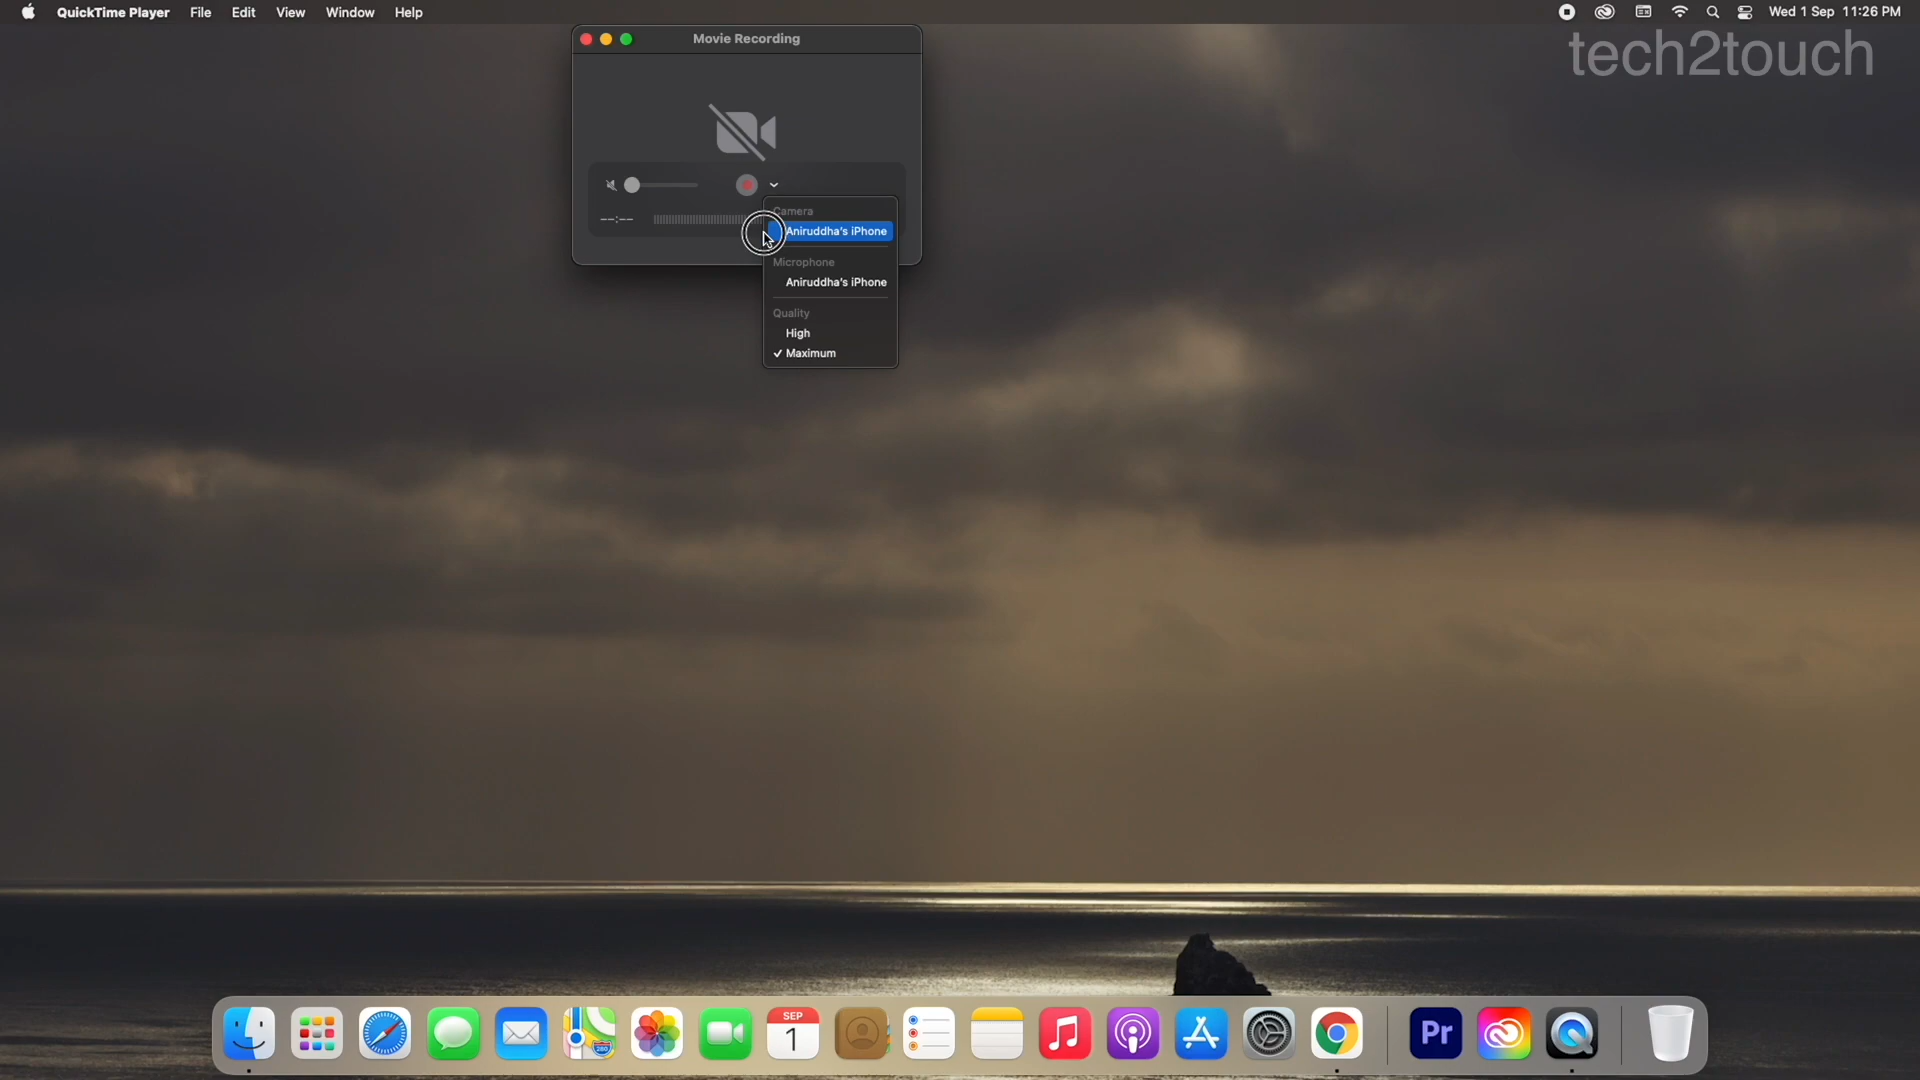 QuickTime Player File Edit View Window Help
Wed 1 Sep 11:26 PM
tech2touch
Movie Recording
--:--
Camera
Aniruddha's iPhone
Microphone
Aniruddha's iPhone
Quality
High
✓ Maximum
SEP
1
280
Pr